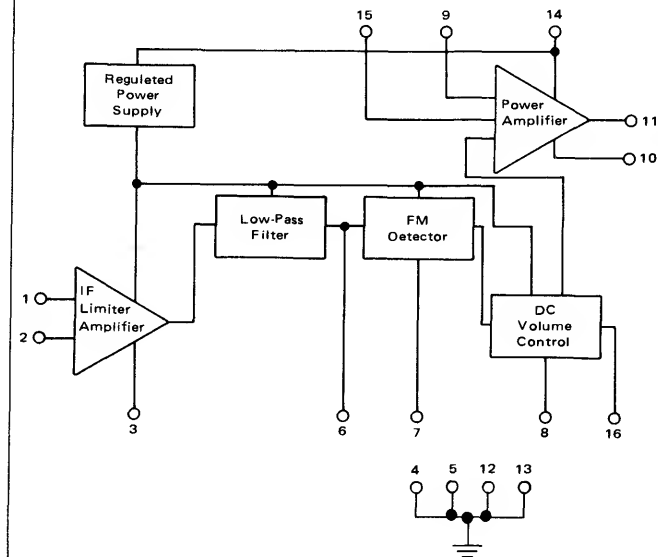 15 9 14
Reguleted
Power
Supply
Power
Amplifier
11
10
Low-Pass
Filter
FM
Detector
1
2
IF
Limiter
Amplifier
DC
Volume
Control
3 6 7 8 16
4 5 12 13